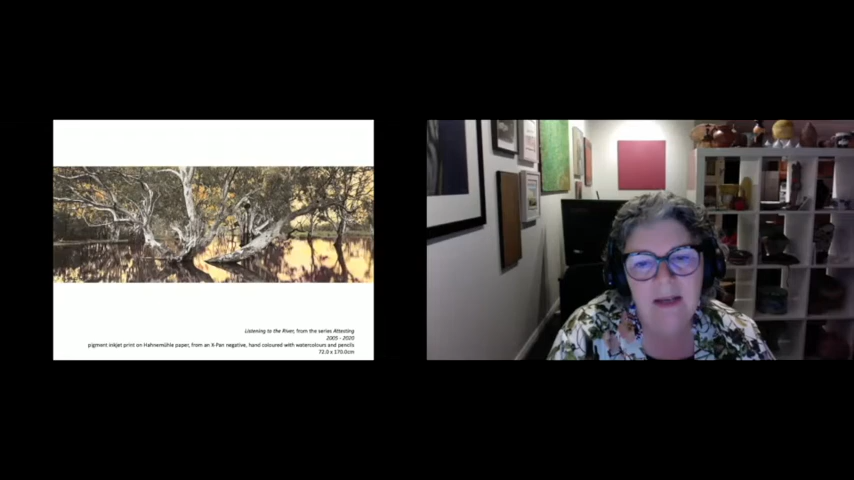 Listening to the River, from the series Attesting
2005 - 2020
pigment inkjet print on Hahnemühle paper, from an X-Pan negative, hand coloured with watercolours and pencils
72.0 x 170.0cm